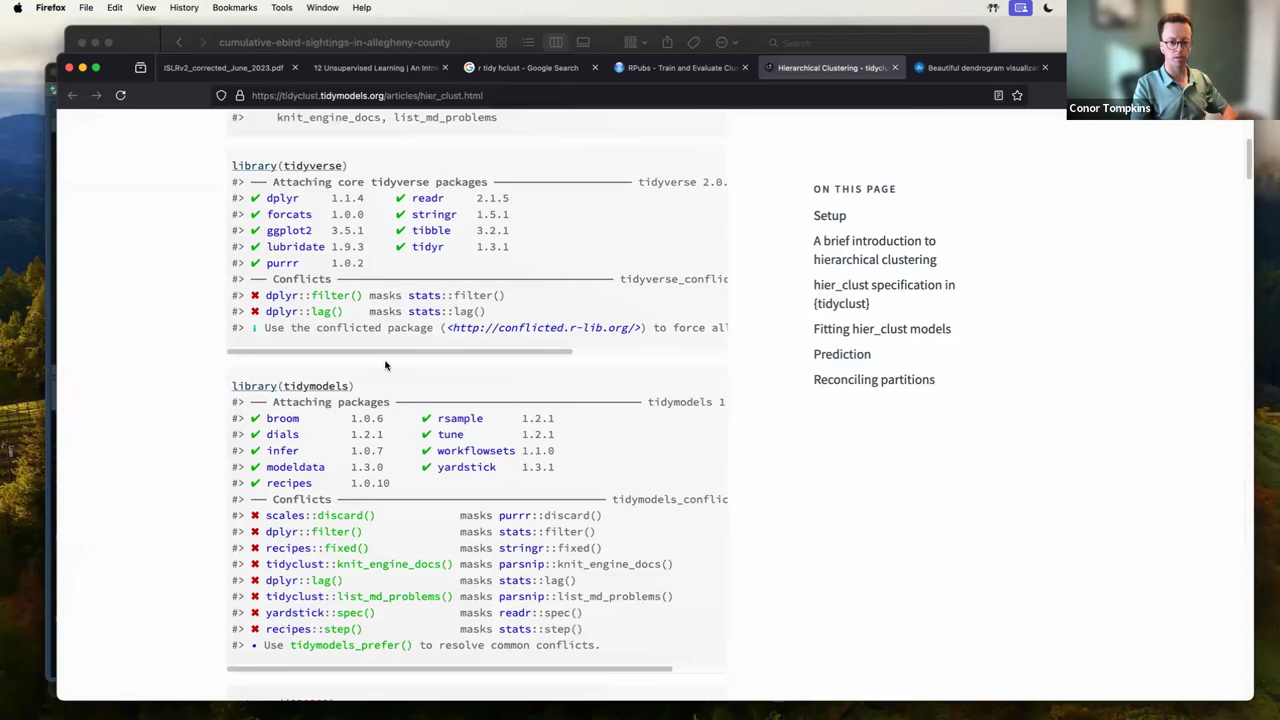 Firefox File Edit View History Bookmarks Tools Window Help
cumulative-ebird-sightings-in-allegheny-county
Search
ISLRv2_corrected_June_2023.pdf
12 Unsupervised Learning | An Intro
r tidy hclust - Google Search
RPubs - Train and Evaluate Clus
Hierarchical Clustering - tidycl
Beautiful dendrogram visualizat
Conor Tompkins
https://tidyclust.tidymodels.org/articles/hier_clust.html
#> knit_engine_docs, list_md_problems
library(tidyverse)
#> ── Attaching core tidyverse packages ──────────────── tidyverse 2.0.
#> ✔ dplyr 1.1.4 ✔ readr 2.1.5
#> ✔ forcats 1.0.0 ✔ stringr 1.5.1
#> ✔ ggplot2 3.5.1 ✔ tibble 3.2.1
#> ✔ lubridate 1.9.3 ✔ tidyr 1.3.1
#> ✔ purrr 1.0.2
#> ── Conflicts ──────────────────────────────── tidyverse_conflic
#> ✖ dplyr::filter() masks stats::filter()
#> ✖ dplyr::lag() masks stats::lag()
#> ℹ Use the conflicted package (<http://conflicted.r-lib.org/>) to force all
library(tidymodels)
#> ── Attaching packages ──────────────────────────── tidymodels 1
#> ✔ broom 1.0.6 ✔ rsample 1.2.1
#> ✔ dials 1.2.1 ✔ tune 1.2.1
#> ✔ infer 1.0.7 ✔ workflowsets 1.1.0
#> ✔ modeldata 1.3.0 ✔ yardstick 1.3.1
#> ✔ recipes 1.0.10
#> ── Conflicts ─────────────────────────────── tidymodels_conflic
#> ✖ scales::discard() masks purrr::discard()
#> ✖ dplyr::filter() masks stats::filter()
#> ✖ recipes::fixed() masks stringr::fixed()
#> ✖ tidyclust::knit_engine_docs() masks parsnip::knit_engine_docs()
#> ✖ dplyr::lag() masks stats::lag()
#> ✖ tidyclust::list_md_problems() masks parsnip::list_md_problems()
#> ✖ yardstick::spec() masks readr::spec()
#> ✖ recipes::step() masks stats::step()
#> • Use tidymodels_prefer() to resolve common conflicts.
ON THIS PAGE
Setup
A brief introduction to
hierarchical clustering
hier_clust specification in
{tidyclust}
Fitting hier_clust models
Prediction
Reconciling partitions